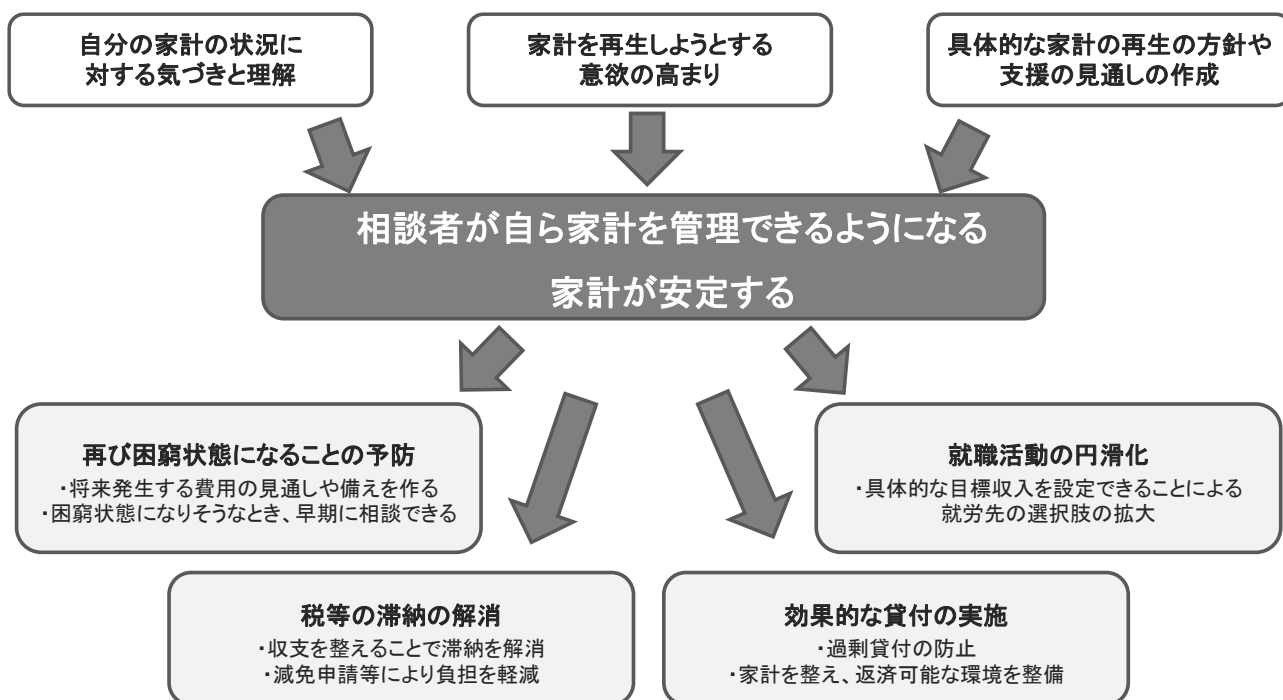 自分の家計の状況に
対する気づきと理解
家計を再生しようとする
意欲の高まり
具体的な家計の再生の方針や
支援の見通しの作成
相談者が自ら家計を管理できるようになる
家計が安定する
再び困窮状態になることの予防
・将来発生する費用の見通しや備えを作る
・困窮状態になりそうなとき、早期に相談できる
就職活動の円滑化
・具体的な目標収入を設定できることによる
就労先の選択肢の拡大
税等の滞納の解消
・収支を整えることで滞納を解消
・減免申請等により負担を軽減
効果的な貸付の実施
・過剰貸付の防止
・家計を整え、返済可能な環境を整備